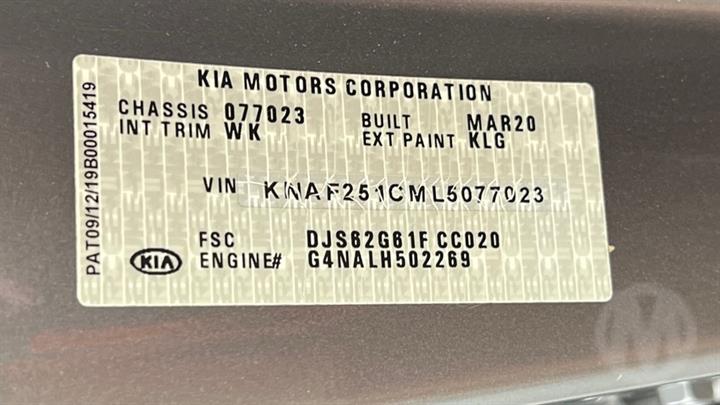 KIA MOTORS CORPORATION
CHASSIS 077023 BUILT MAR20
INT TRIM WK EXT PAINT KLG
VIN KNAF251CML5077023
FSC DJS62G61F CC020
KIA ENGINE# G4NALH502269
PAT09/12/19B00015419
M